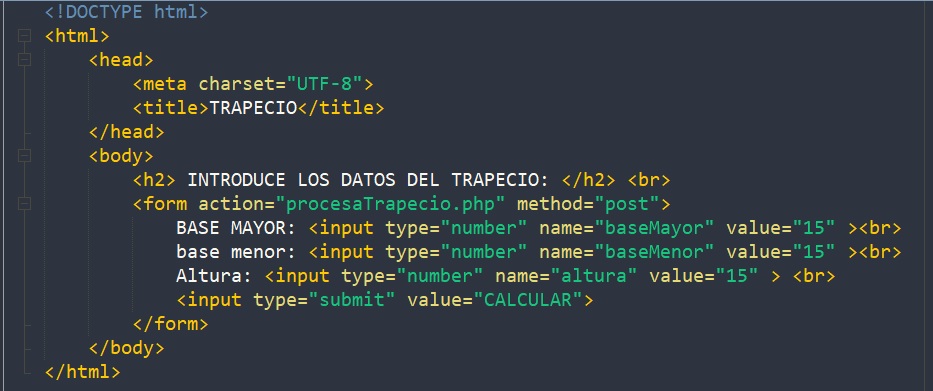 <!DOCTYPE html>
<html>
<head>
<meta charset="UTF-8">
<title>TRAPECIO</title>
</head>
<body>
<h2> INTRODUCE LOS DATOS DEL TRAPECIO: </h2> <br>
<form action="procesaTrapecio.php" method="post">
BASE MAYOR: <input type="number" name="baseMayor" value="15" ><br>
base menor: <input type="number" name="baseMenor" value="15" ><br>
Altura: <input type="number" name="altura" value="15" > <br>
<input type="submit" value="CALCULAR">
</form>
</body>
</html>